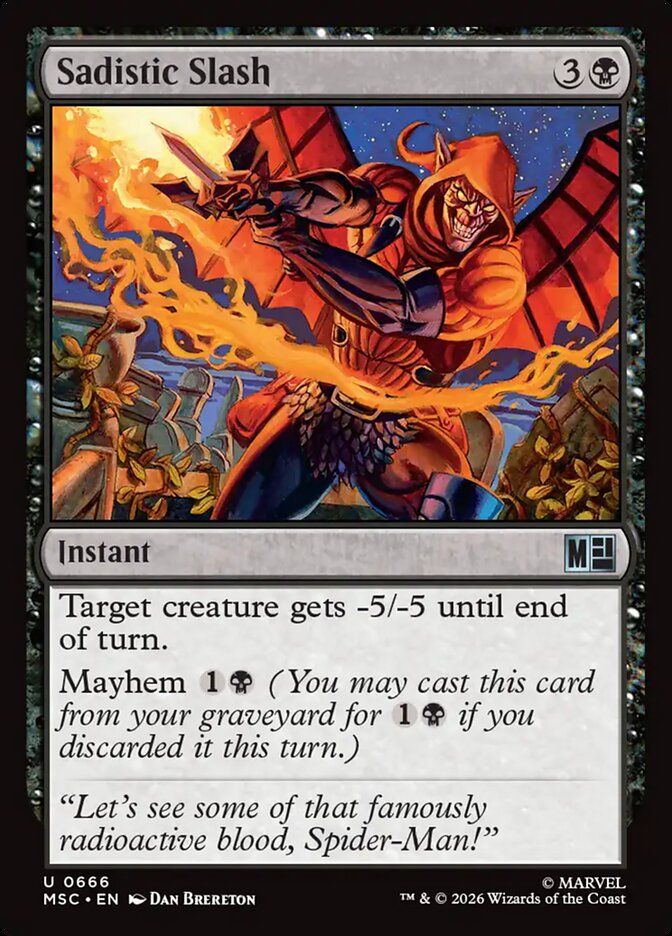 Sadistic Slash 3
Instant
Target creature gets -5/-5 until end
of turn.
Mayhem 1 (You may cast this card
from your graveyard for 1 if you
discarded it this turn.)
“Let’s see some of that famously
radioactive blood, Spider-Man!”
U 0666
MSC • EN Dan Brereton
© MARVEL
™ & © 2026 Wizards of the Coast